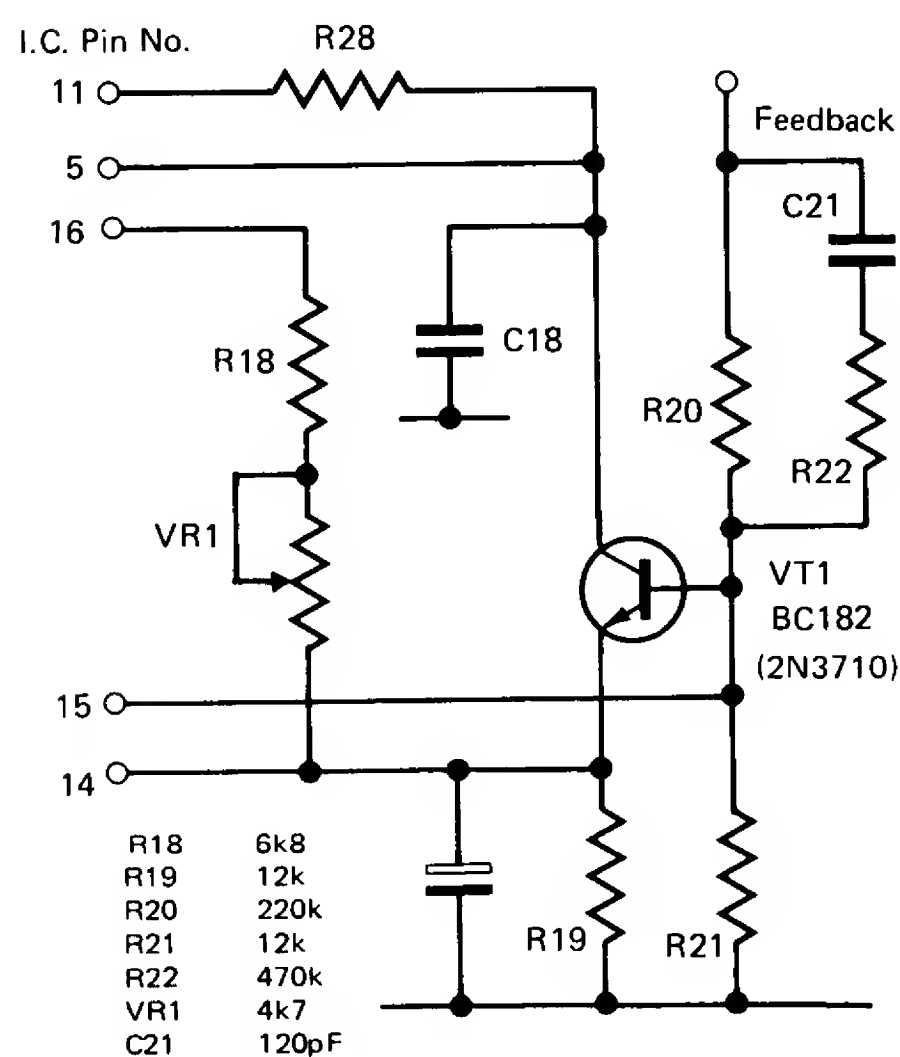 I.C. Pin No.
R28
11
Feedback
5
C21
16
C18
R18
R20
R22
VR1
VT1
BC182
(2N3710)
15
14
R18 6k8
R19 12k
R20 220k
R21 12k
R22 470k
VR1 4k7
C21 120pF
R19
R21